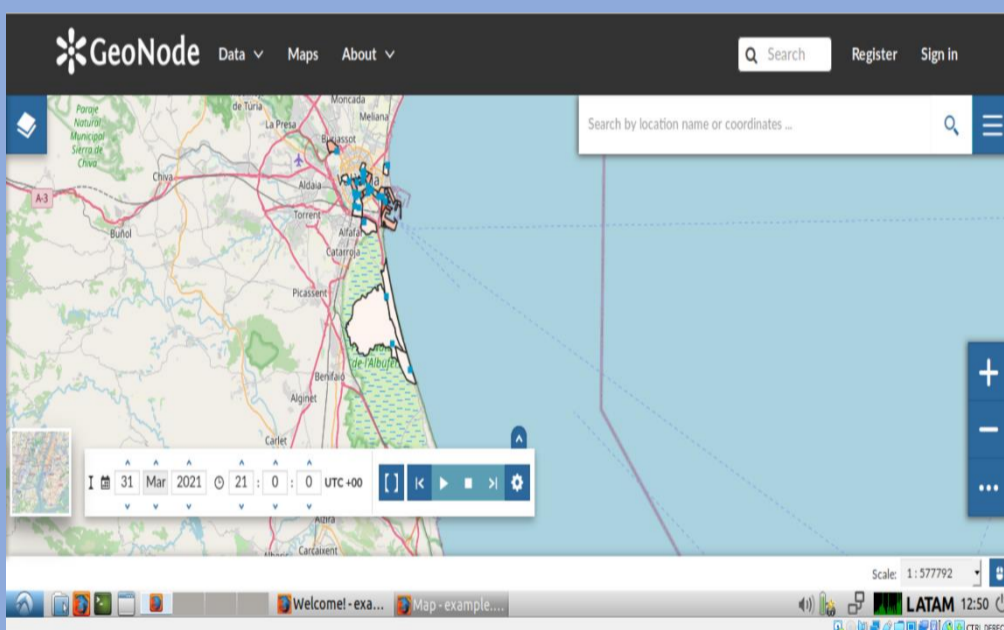 GeoNode Data Maps About Search Register Sign in
Search by location name or coordinates ...
Paraje
Natural
Municipal
Sierra de
Chiva
de Túria
Moncada
La Presa
Meliana
Burjassot
Chiva
Aldaia
A-3
Torrent
Buñol
Alfafar
Catarroja
Picassent
de l'Albufera
Benifaió
Alginet
Carlet
31 Mar 2021 21 : 0 : 0 UTC +00
Alzira
Carcaixent
Scale: 1 : 577792
Welcome! - exa... Map - example.... LATAM 12:50